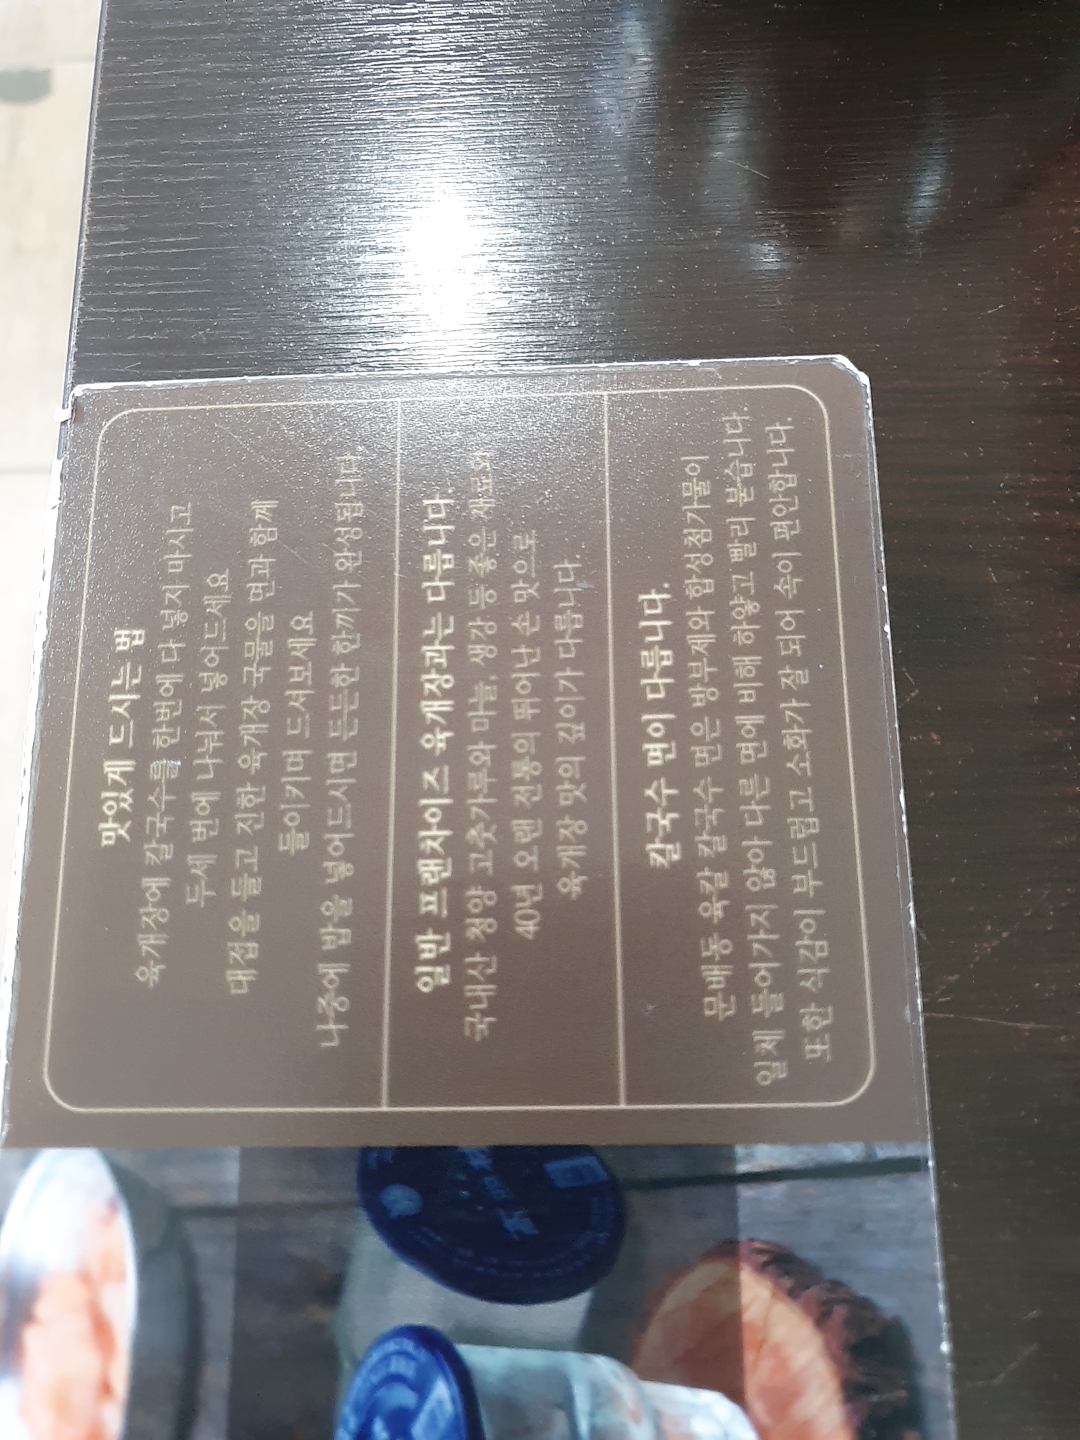 맛있게 드시는 법
육개장에 칼국수를 한번에 다 넣지 마시고
두세 번에 나눠서 넣어드세요
대접을 들고 진한 육개장 국물을 면과 함께
들이키며 드셔보세요
나중에 밥을 넣어드시면 든든한 한끼가 완성됩니다.
일반 프랜차이즈 육개장과는 다릅니다.
국내산 청양 고춧가루와 마늘, 생강 등 좋은 재료와
40년 오랜 전통의 뛰어난 손 맛으로
육개장 맛의 깊이가 다릅니다.
칼국수 면이 다릅니다.
문배동 육칼 칼국수 면은 방부제와 합성첨가물이
일체 들어가지 않아 다른 면에 비해 하얗고 빨리 붇습니다.
또한 식감이 부드럽고 소화가 잘 되어 속이 편안합니다.